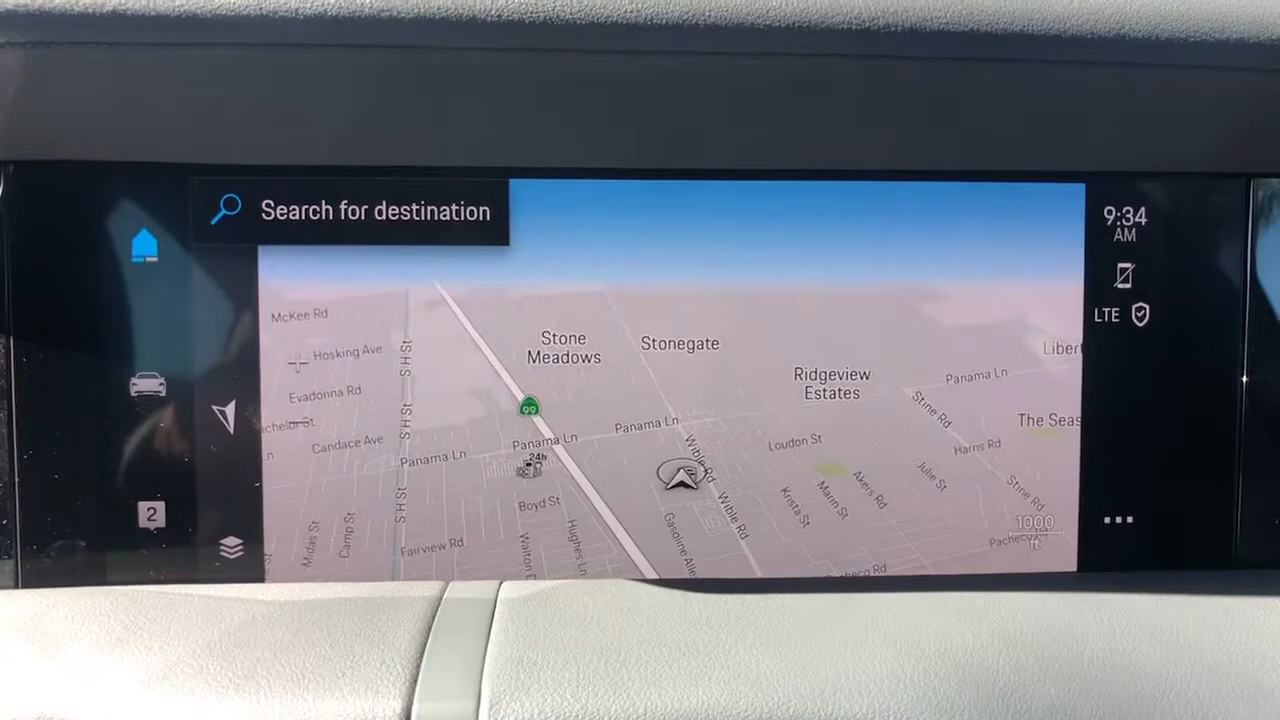 Search for destination
9:34
AM
LTE
McKee Rd
Hosking Ave
Evadonna Rd
Candace Ave
Panama Ln
S H St
S H St
S H St
Midas St
Camp St
Fairview Rd
Stone
Meadows
Stonegate
99
Panama Ln
24h
Boyd St
Hughes Ln
Panama Ln
Wible Rd
Wible Rd
Ridgeview
Estates
Loudon St
Krista St
Marin St
Akers Rd
Julie St
Harris Rd
Stine Rd
Stine Rd
Panama Ln
The Seas
1000
ft
2